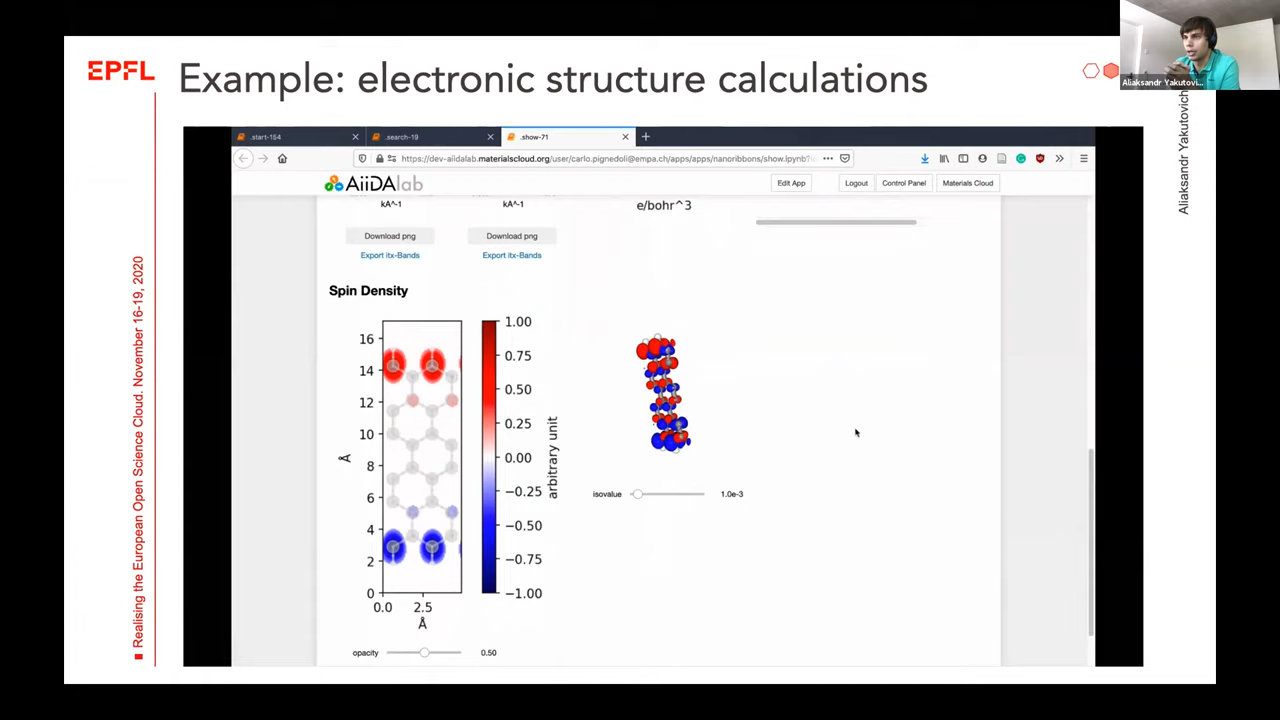 EPFL
Example: electronic structure calculations
Aliaksandr Yakutovi...
Aliaksandr Yakutovich
Realising the European Open Science Cloud. November 16-19, 2020
.start-154
.search-19
.show-71
https://dev-aiidalab.materialscloud.org/user/carlo.pignedoli@empa.ch/apps/apps/nanoribbons/show.ipynb?
AiiDAlab
Edit App
Logout
Control Panel
Materials Cloud
kA^-1
kA^-1
e/bohr^3
Download png
Download png
Export itx-Bands
Export itx-Bands
Spin Density
16
14
12
10
8
6
4
2
0
Å
0.0
2.5
Å
1.00
0.75
0.50
0.25
0.00
−0.25
−0.50
−0.75
−1.00
arbitrary unit
isovalue
1.0e-3
opacity
0.50